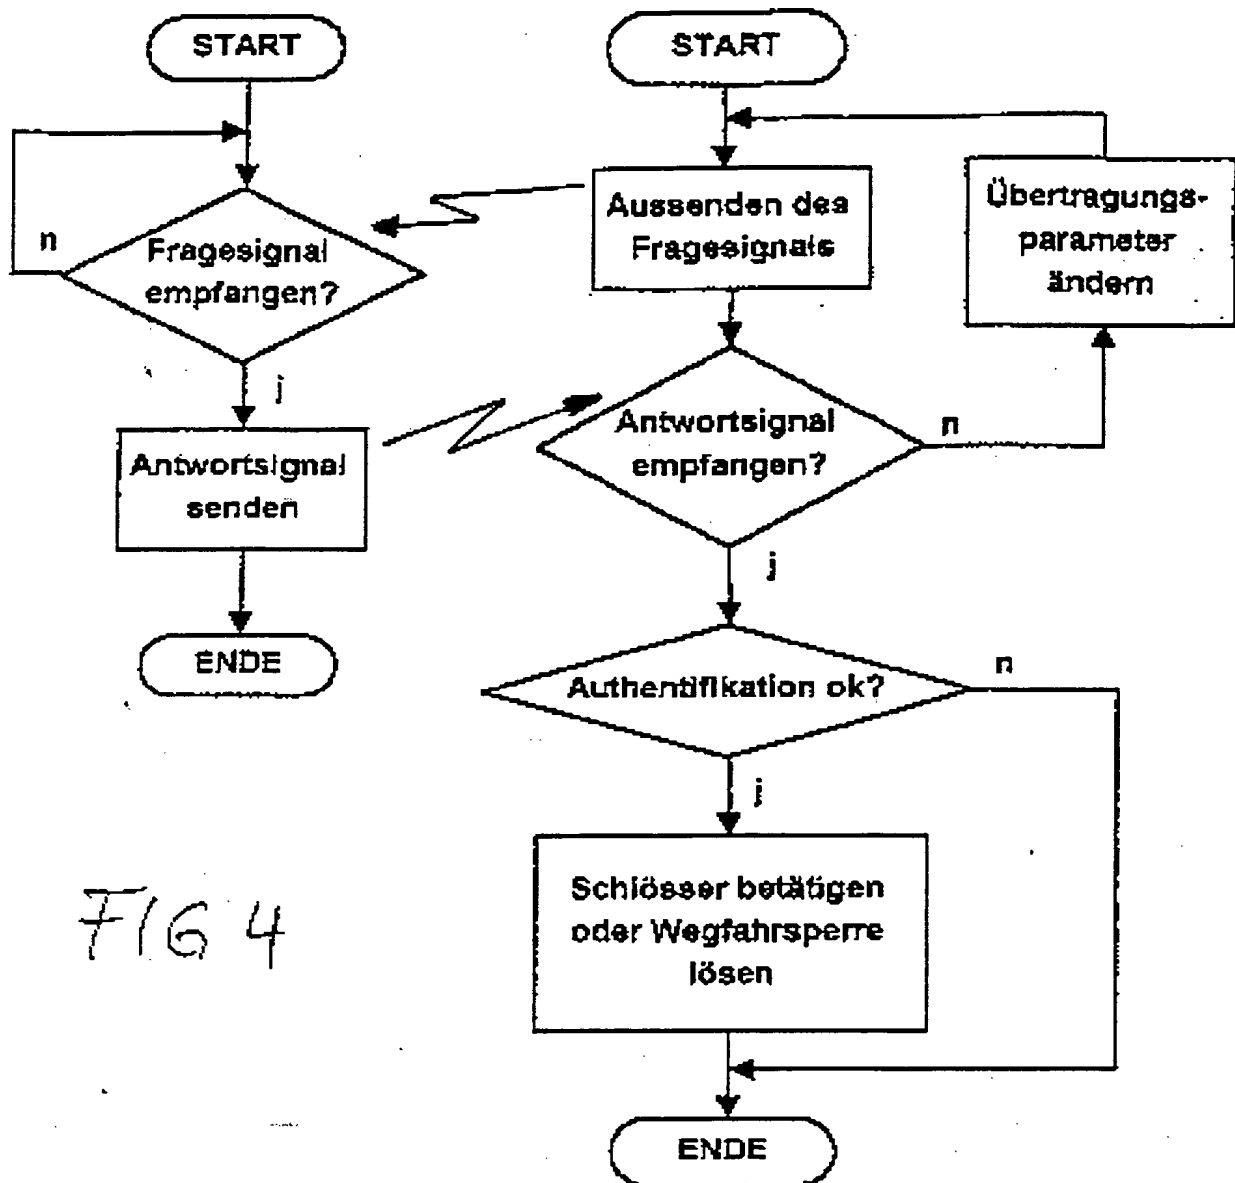 START
n
Fragesignal
empfangen?
j
Antwortsignal
senden
ENDE
START
Aussenden des
Fragesignals
Übertragungs-
parameter
ändern
Antwortsignal
empfangen?
n
j
Authentifikation ok?
n
j
Schlösser betätigen
oder Wegfahrsperre
lösen
ENDE
FIG 4